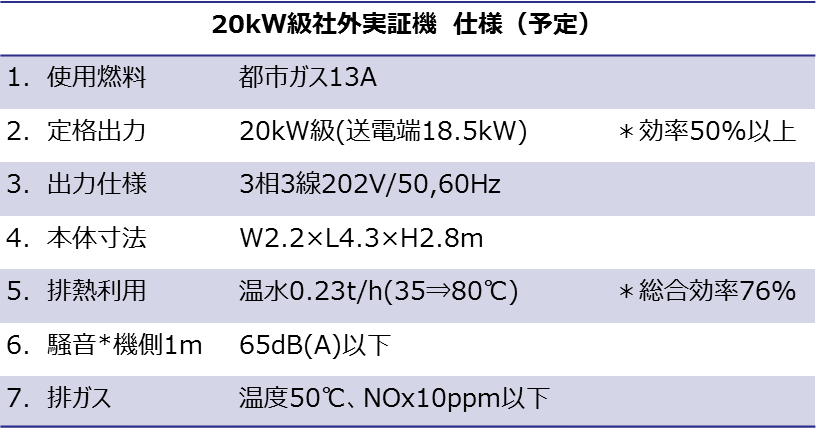 20kW級社外実証機 仕様（予定）
1. 使用燃料 都市ガス13A
2. 定格出力 20kW級(送電端18.5kW) ＊効率50%以上
3. 出力仕様 3相3線202V/50,60Hz
4. 本体寸法 W2.2×L4.3×H2.8m
5. 排熱利用 温水0.23t/h(35⇒80℃) ＊総合効率76%
6. 騒音*機側1m 65dB(A)以下
7. 排ガス 温度50℃、NOx10ppm以下